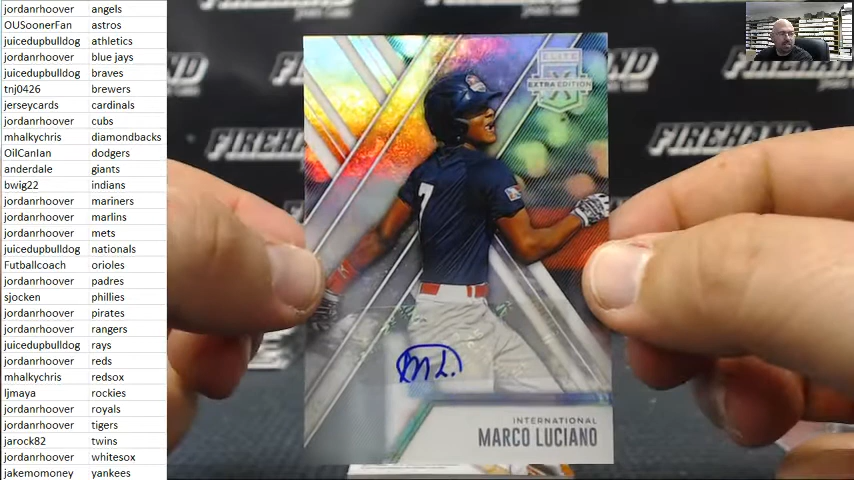 jordanrhoover angels
OUSoonerFan astros
juicedupbulldog athletics
jordanrhoover blue jays
juicedupbulldog braves
tnj0426 brewers
jerseycards cardinals
jordanrhoover cubs
mhalkychris diamondbacks
OilCanIan dodgers
anderdale giants
bwig22 indians
jordanrhoover mariners
jordanrhoover marlins
jordanrhoover mets
juicedupbulldog nationals
Futballcoach orioles
jordanrhoover padres
sjocken phillies
jordanrhoover pirates
jordanrhoover rangers
juicedupbulldog rays
jordanrhoover reds
mhalkychris redsox
ljmaya rockies
jordanrhoover royals
jordanrhoover tigers
jarock82 twins
jordanrhoover whitesox
jakemomoney yankees
FIREHAND
FIREHAND
FIREHAND
ELITE
EXTRA EDITION
7
M L.
INTERNATIONAL
MARCO LUCIANO